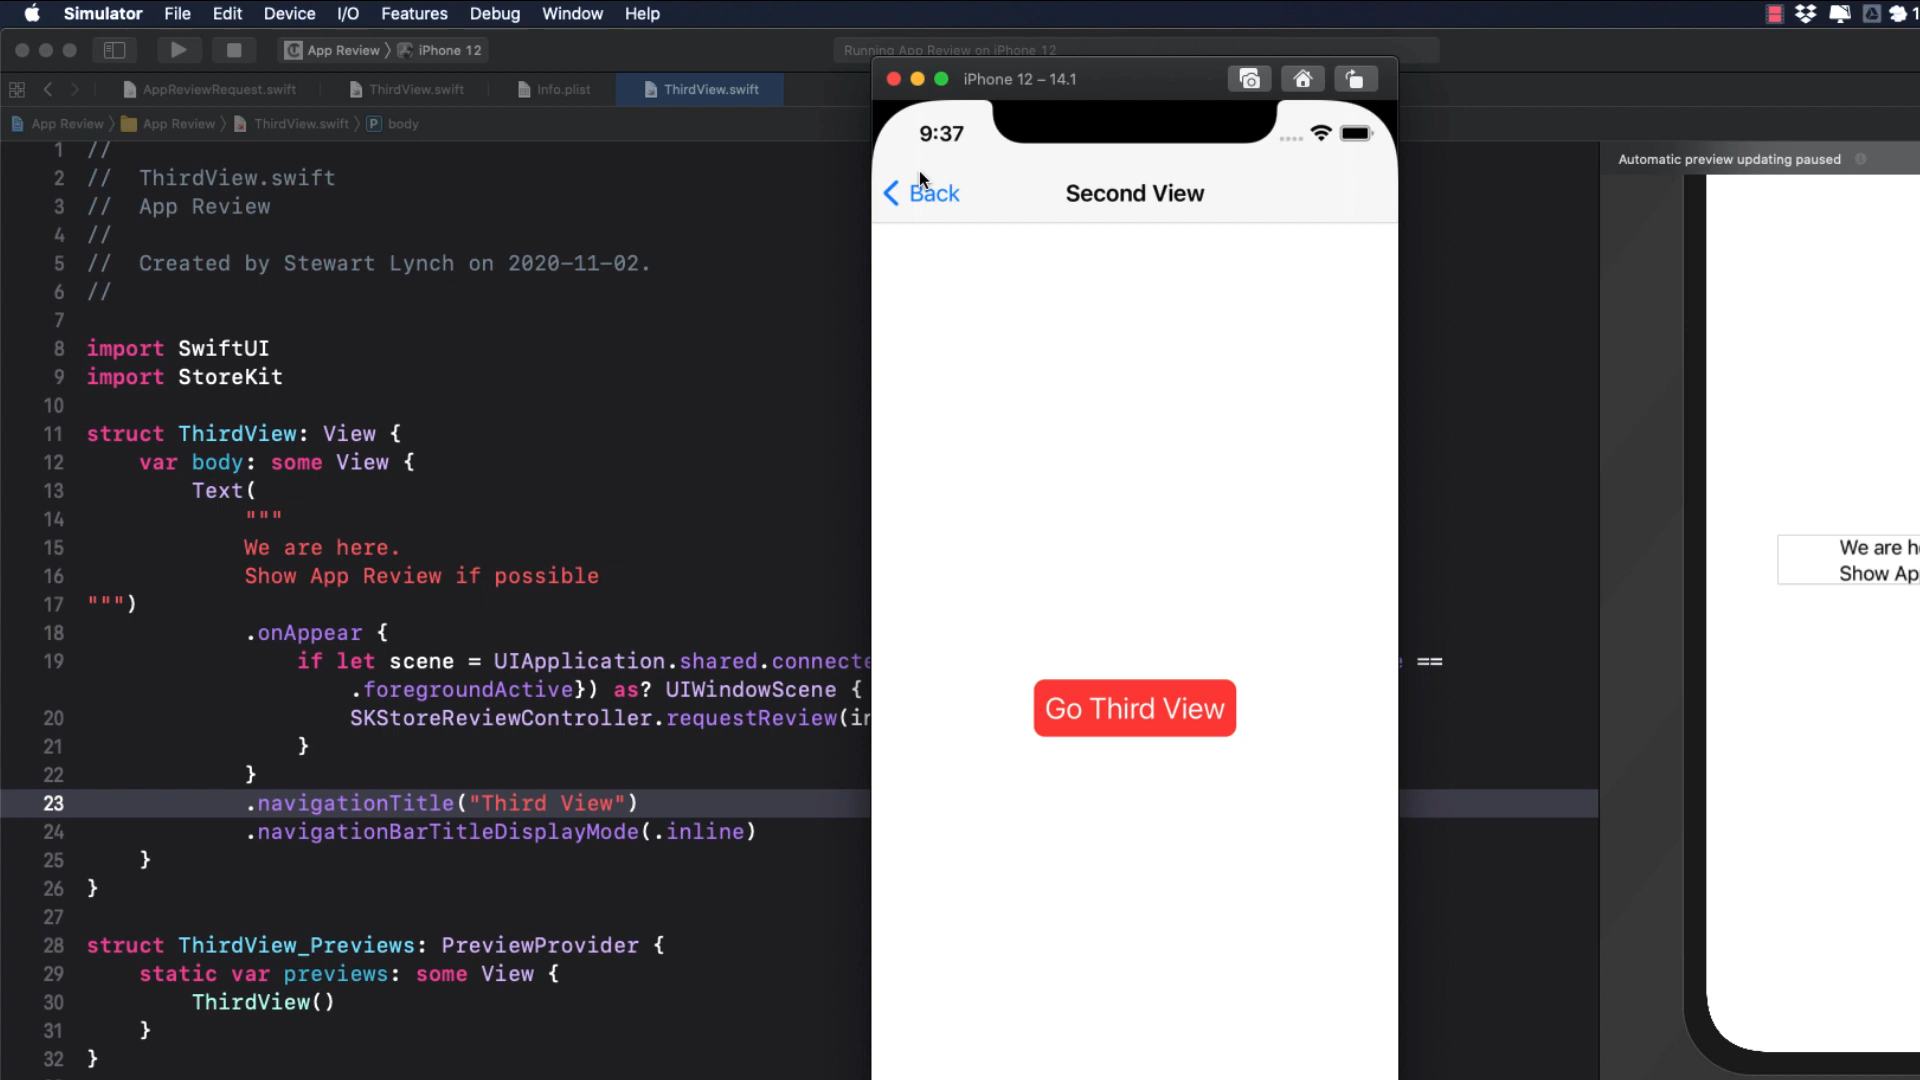 Simulator File Edit Device I/O Features Debug Window Help
App Review iPhone 12
Running App Review on iPhone 12
AppReviewRequest.swift ThirdView.swift Info.plist ThirdView.swift
App Review App Review ThirdView.swift P body
iPhone 12 – 14.1
9:37
Back Second View
Go Third View
Automatic preview updating paused
We are h
Show Ap
1 //
2 // ThirdView.swift
3 // App Review
4 //
5 // Created by Stewart Lynch on 2020-11-02.
6 //
7
8 import SwiftUI
9 import StoreKit
10
11 struct ThirdView: View {
12 var body: some View {
13 Text(
14 """
15 We are here.
16 Show App Review if possible
17 """)
18 .onAppear {
19 if let scene = UIApplication.shared.connecte ==
.foregroundActive}) as? UIWindowScene {
20 SKStoreReviewController.requestReview(in
21 }
22 }
23 .navigationTitle("Third View")
24 .navigationBarTitleDisplayMode(.inline)
25 }
26 }
27
28 struct ThirdView_Previews: PreviewProvider {
29 static var previews: some View {
30 ThirdView()
31 }
32 }